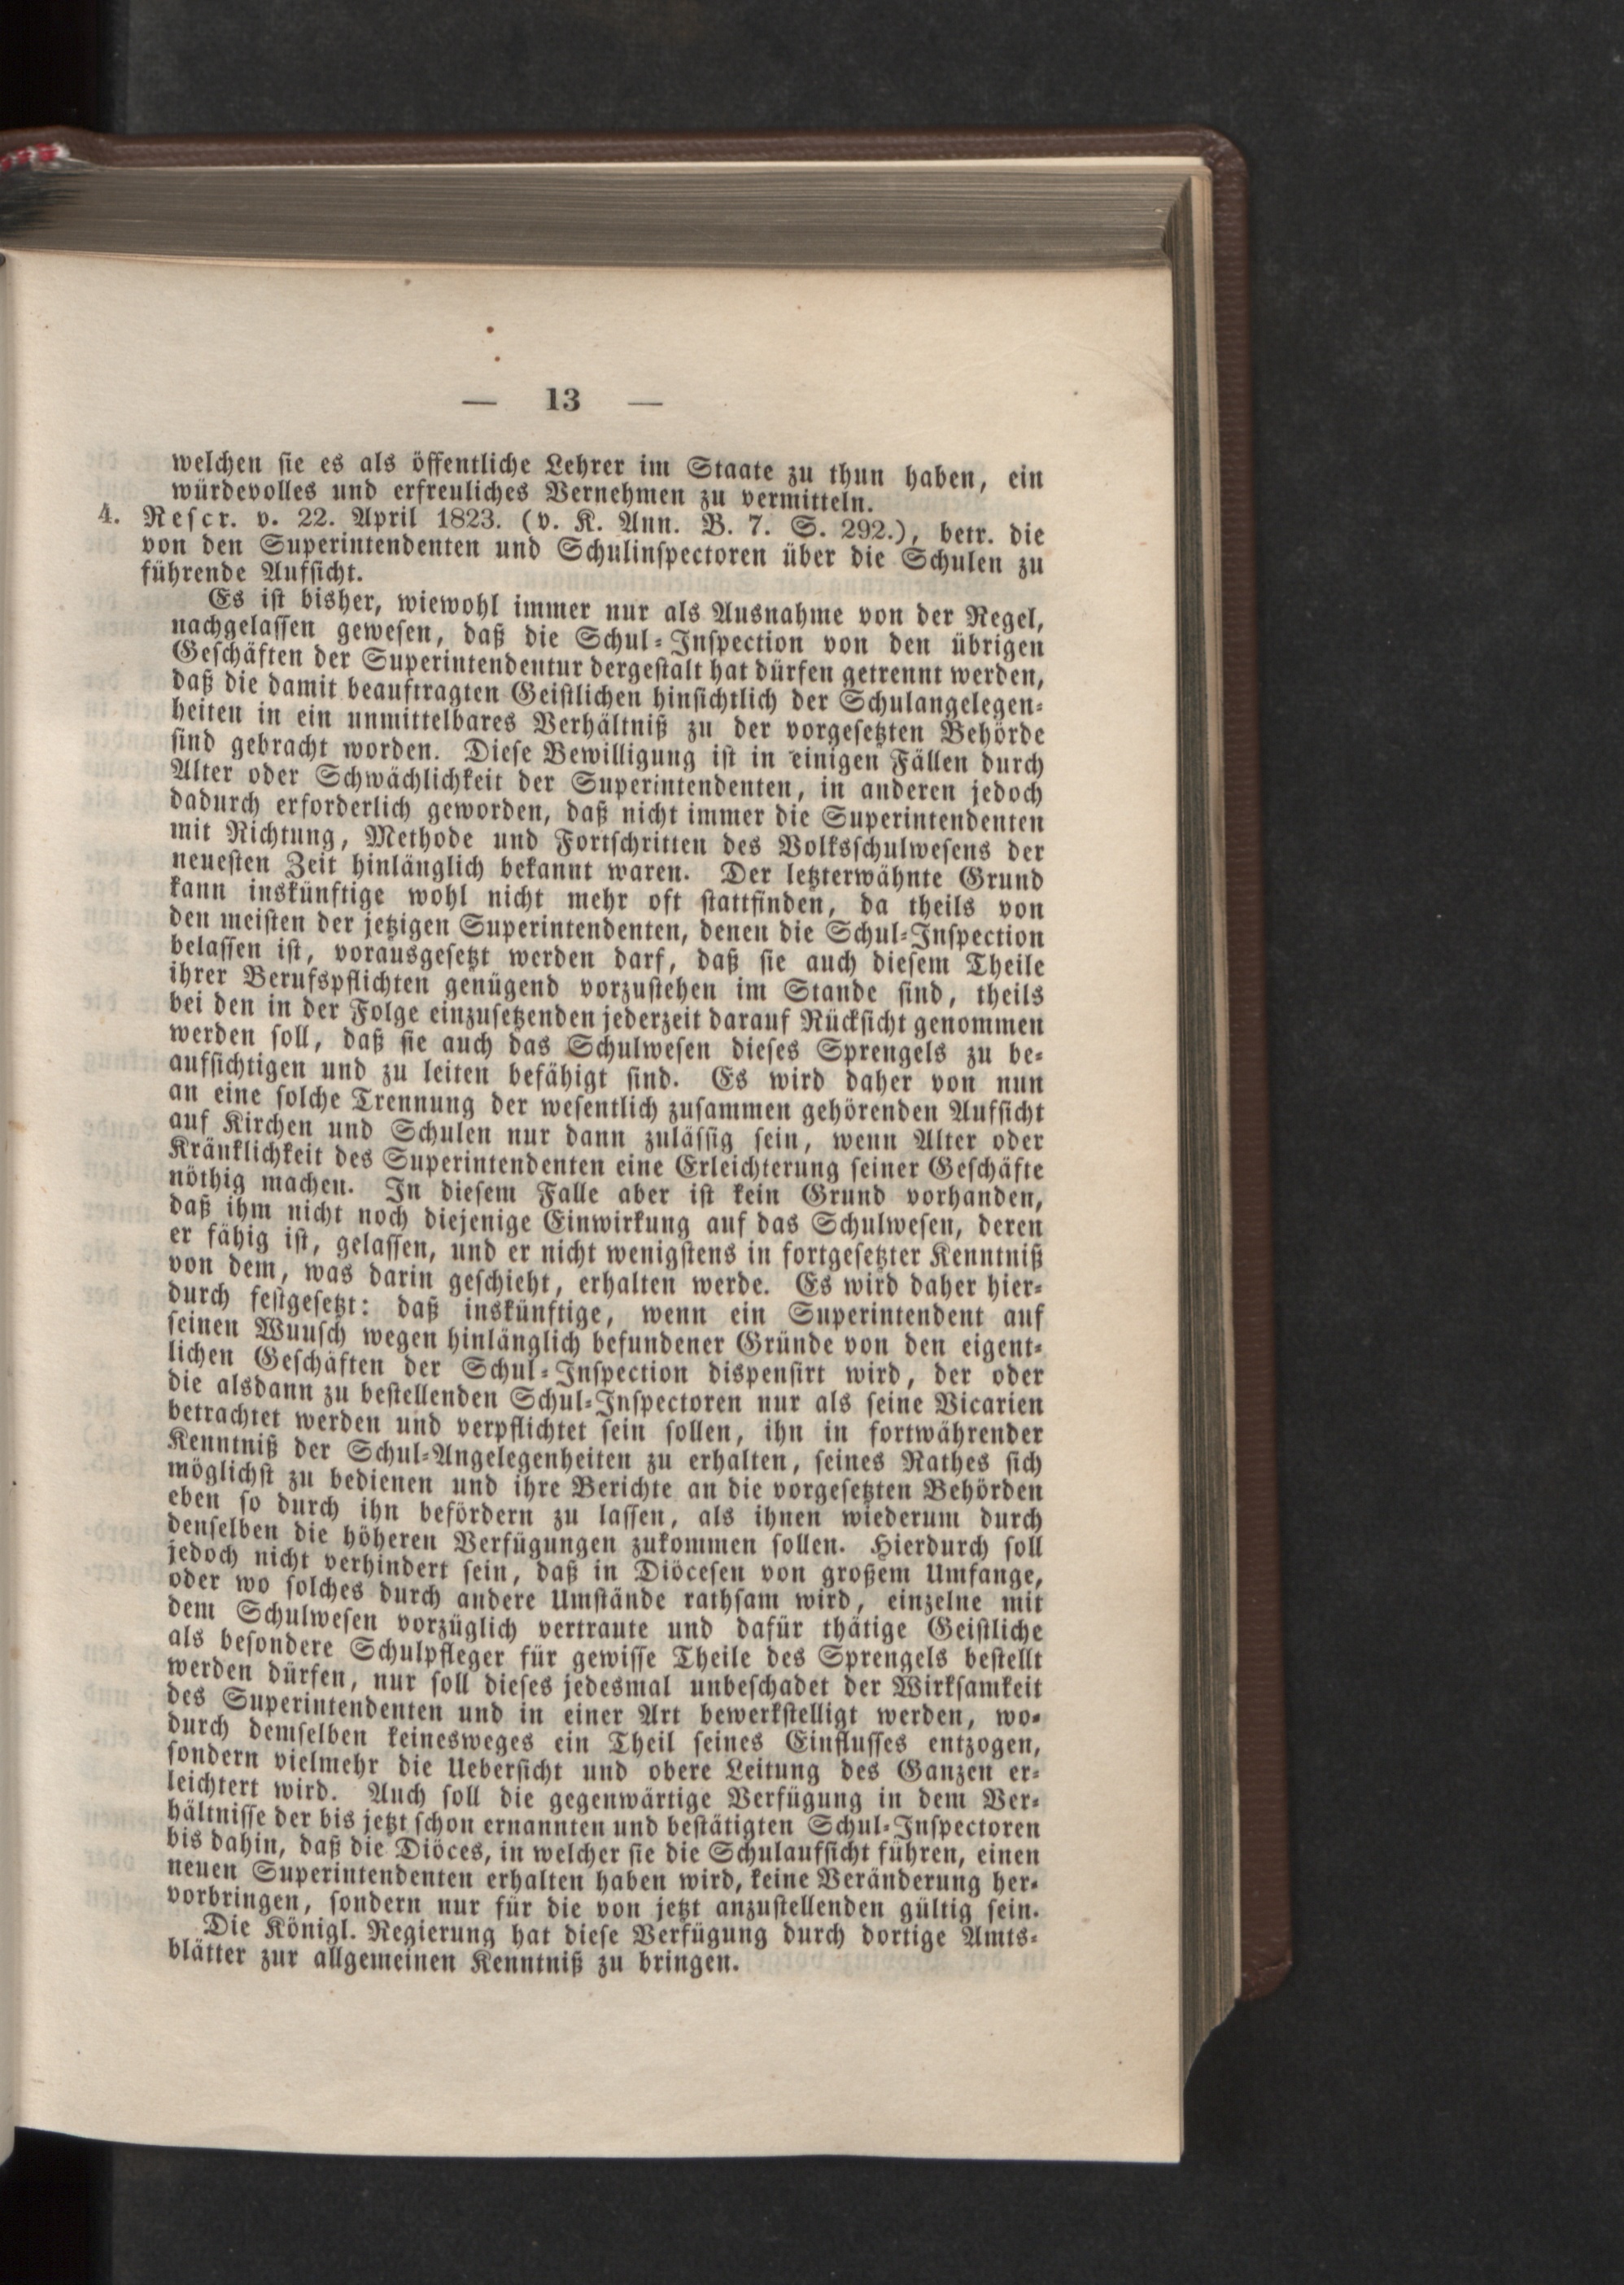 — 13 —
welchen sie es als öffentliche Lehrer im Staate zu thun haben, ein
würdevolles und erfreuliches Vernehmen zu vermitteln.
4. Rescr. v. 22. April 1823. (v. K. Ann. B. 7. S. 292.), betr. die
von den Superintendenten und Schulinspectoren über die Schulen zu
führende Aufsicht.
Es ist bisher, wiewohl immer nur als Ausnahme von der Regel,
nachgelassen gewesen, daß die Schul-Inspection von den übrigen
Geschäften der Superintendentur dergestalt hat dürfen getrennt werden,
daß die damit beauftragten Geistlichen hinsichtlich der Schulangelegen-
heiten in ein unmittelbares Verhältniß zu der vorgesetzten Behörde
sind gebracht worden. Diese Bewilligung ist in einigen Fällen durch
Alter oder Schwächlichkeit der Superintendenten, in anderen jedoch
dadurch erforderlich geworden, daß nicht immer die Superintendenten
mit Richtung, Methode und Fortschritten des Volksschulwesens der
neuesten Zeit hinlänglich bekannt waren. Der letzterwähnte Grund
kann inskünftige wohl nicht mehr oft stattfinden, da theils von
den meisten der jetzigen Superintendenten, denen die Schul-Inspection
belassen ist, vorausgesetzt werden darf, daß sie auch diesem Theile
ihrer Berufspflichten genügend vorzustehen im Stande sind, theils
bei den in der Folge einzusetzenden jederzeit darauf Rücksicht genommen
werden soll, daß sie auch das Schulwesen dieses Sprengels zu be-
aufsichtigen und zu leiten befähigt sind. Es wird daher von nun
an eine solche Trennung der wesentlich zusammen gehörenden Aufsicht
auf Kirchen und Schulen nur dann zulässig sein, wenn Alter oder
Kränklichkeit des Superintendenten eine Erleichterung seiner Geschäfte
nöthig machen. In diesem Falle aber ist kein Grund vorhanden,
daß ihm nicht noch diejenige Einwirkung auf das Schulwesen, deren
er fähig ist, gelassen, und er nicht wenigstens in fortgesetzter Kenntniß
von dem, was darin geschieht, erhalten werde. Es wird daher hier-
durch festgesetzt: daß inskünftige, wenn ein Superintendent auf
seinen Wunsch wegen hinlänglich befundener Gründe von den eigent-
lichen Geschäften der Schul-Inspection dispensirt wird, der oder
die alsdann zu bestellenden Schul-Inspectoren nur als seine Vicarien
betrachtet werden und verpflichtet sein sollen, ihn in fortwährender
Kenntniß der Schul-Angelegenheiten zu erhalten, seines Rathes sich
möglichst zu bedienen und ihre Berichte an die vorgesetzten Behörden
eben so durch ihn befördern zu lassen, als ihnen wiederum durch
denselben die höheren Verfügungen zukommen sollen. Hierdurch soll
jedoch nicht verhindert sein, daß in Diöcesen von großem Umfange,
oder wo solches durch andere Umstände rathsam wird, einzelne mit
dem Schulwesen vorzüglich vertraute und dafür thätige Geistliche
als besondere Schulpfleger für gewisse Theile des Sprengels bestellt
werden dürfen, nur soll dieses jedesmal unbeschadet der Wirksamkeit
des Superintendenten und in einer Art bewerkstelligt werden, wo-
durch demselben keinesweges ein Theil seines Einflusses entzogen,
sondern vielmehr die Uebersicht und obere Leitung des Ganzen er-
leichtert wird. Auch soll die gegenwärtige Verfügung in dem Ver-
hältnisse der bis jetzt schon ernannten und bestätigten Schul-Inspectoren
bis dahin, daß die Diöces, in welcher sie die Schulaufsicht führen, einen
neuen Superintendenten erhalten haben wird, keine Veränderung her-
vorbringen, sondern nur für die von jetzt anzustellenden gültig sein.
Die Königl. Regierung hat diese Verfügung durch dortige Amts-
blätter zur allgemeinen Kenntniß zu bringen.